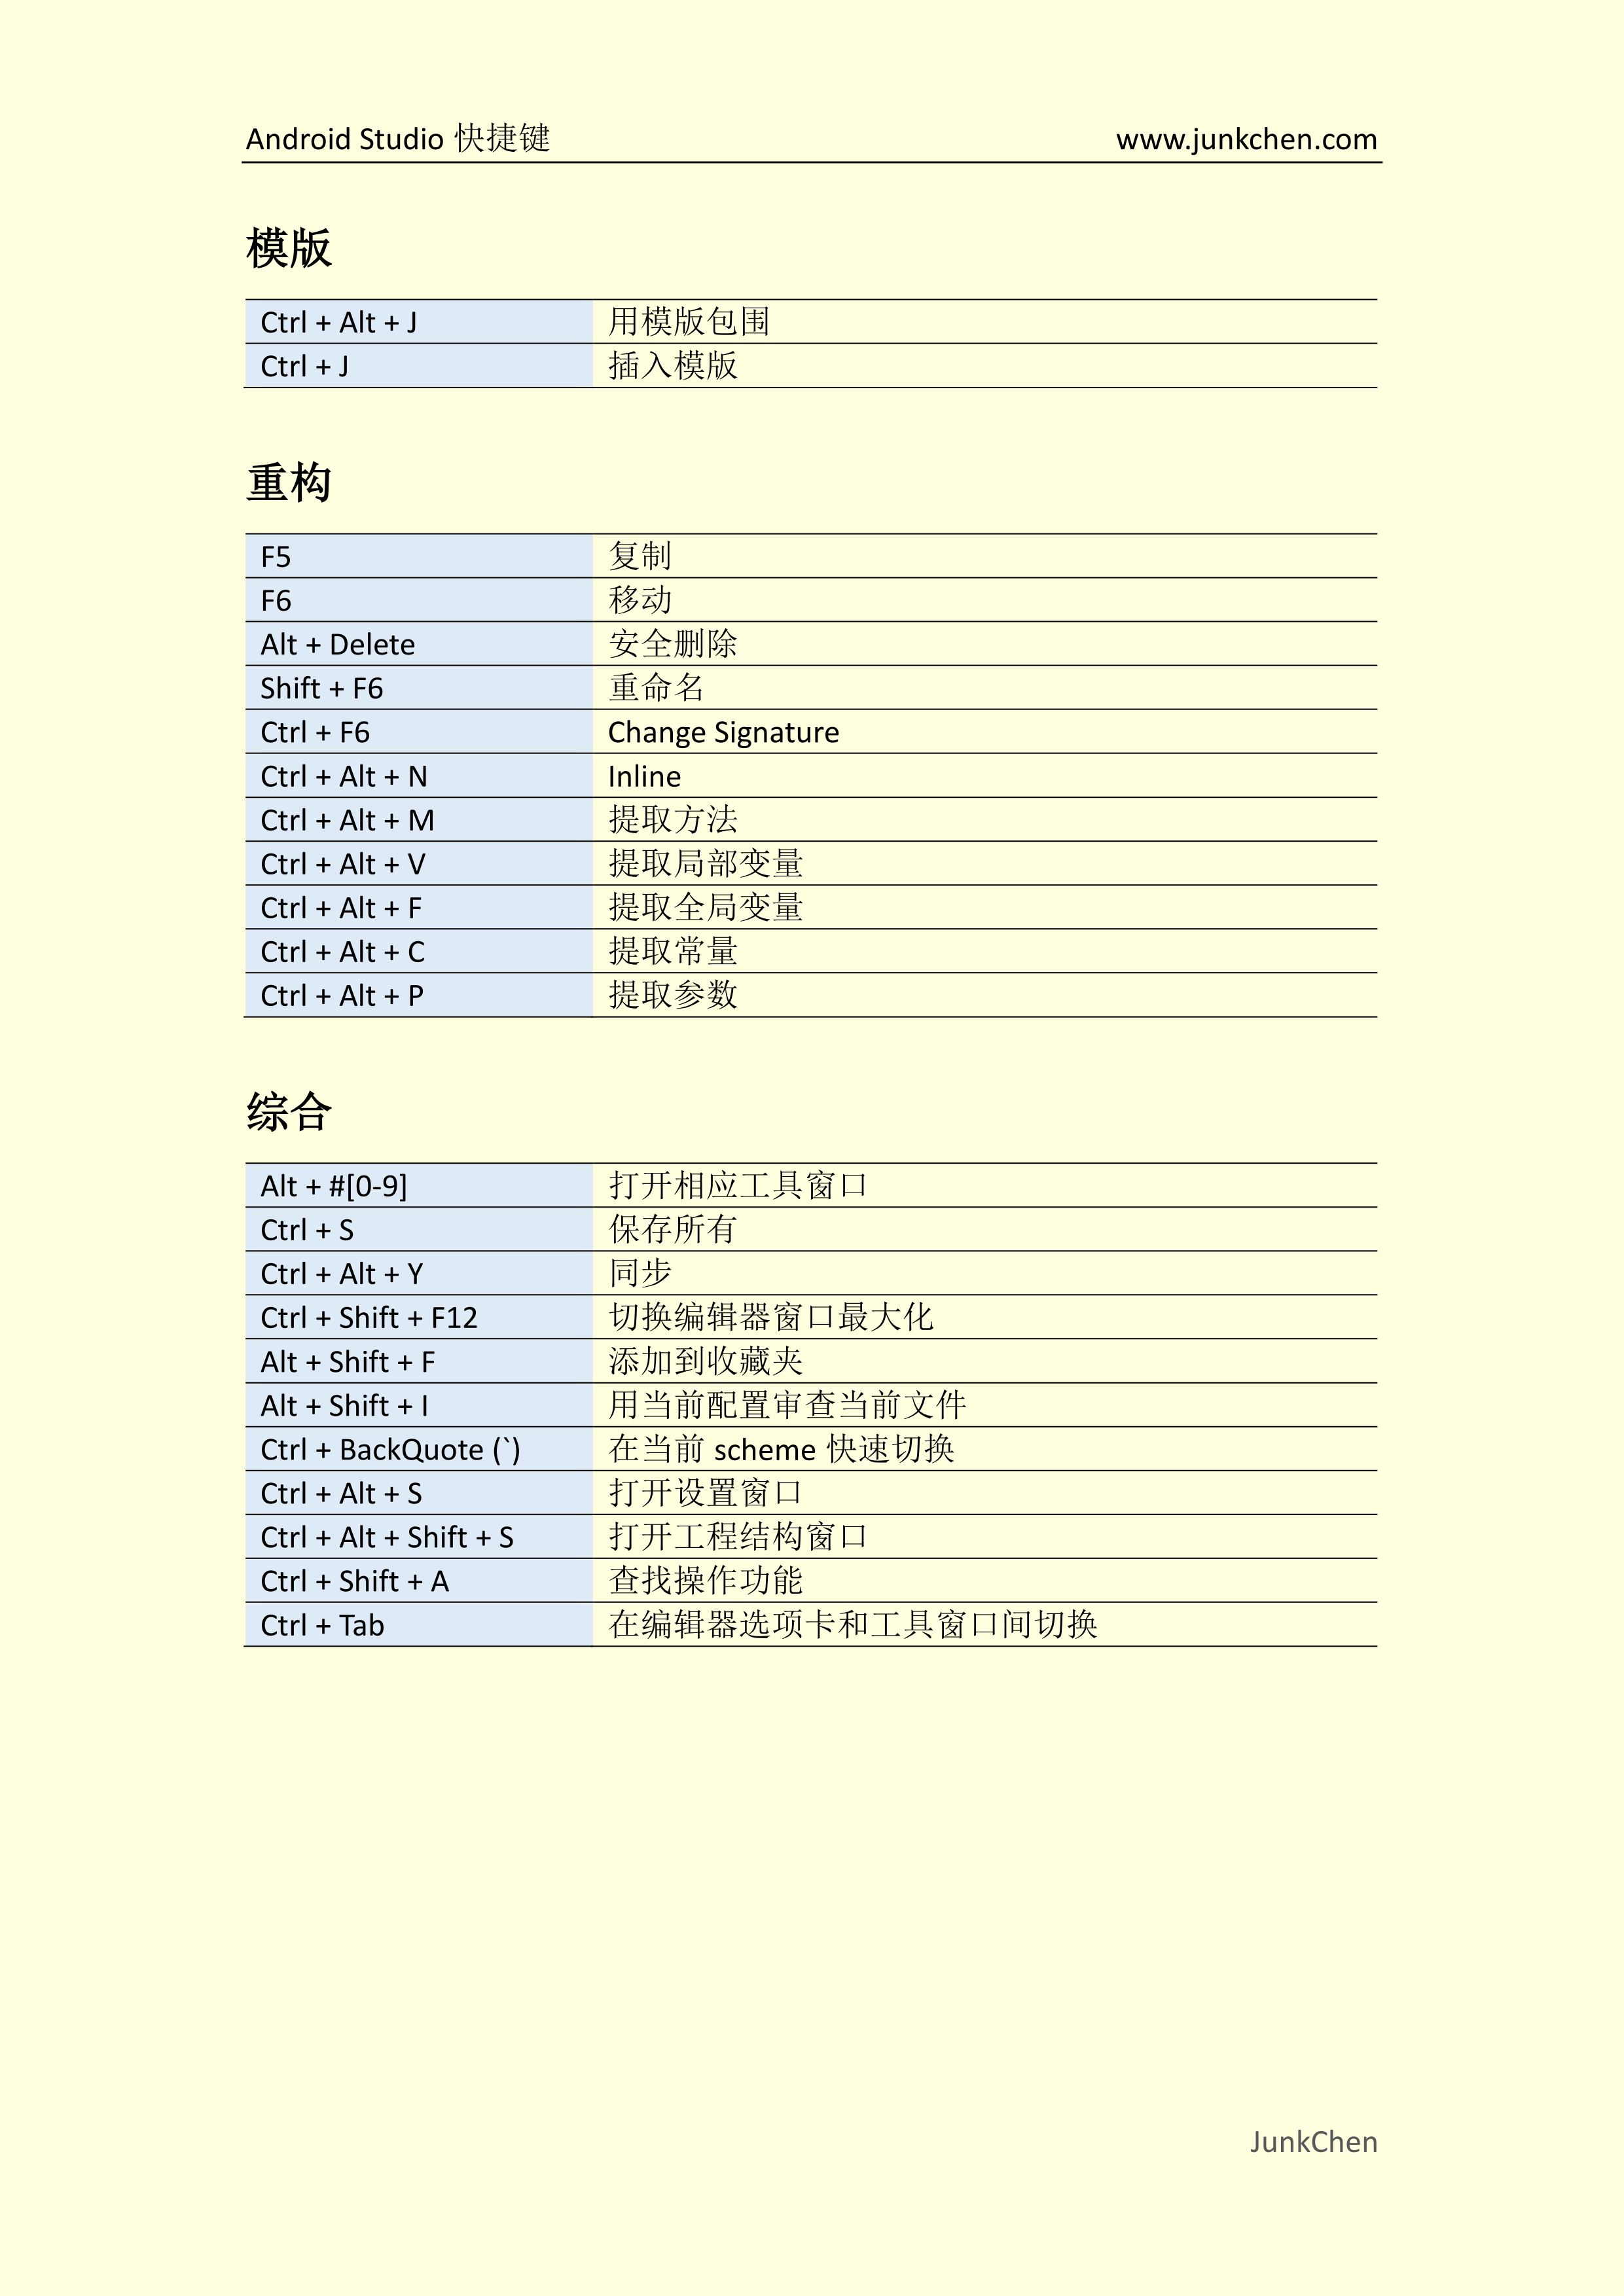 Android Studio 快捷键 www.junkchen.com
模版
Ctrl + Alt + J 用模版包围
Ctrl + J 插入模版
重构
F5 复制
F6 移动
Alt + Delete 安全删除
Shift + F6 重命名
Ctrl + F6 Change Signature
Ctrl + Alt + N Inline
Ctrl + Alt + M 提取方法
Ctrl + Alt + V 提取局部变量
Ctrl + Alt + F 提取全局变量
Ctrl + Alt + C 提取常量
Ctrl + Alt + P 提取参数
综合
Alt + #[0-9] 打开相应工具窗口
Ctrl + S 保存所有
Ctrl + Alt + Y 同步
Ctrl + Shift + F12 切换编辑器窗口最大化
Alt + Shift + F 添加到收藏夹
Alt + Shift + I 用当前配置审查当前文件
Ctrl + BackQuote (`) 在当前 scheme 快速切换
Ctrl + Alt + S 打开设置窗口
Ctrl + Alt + Shift + S 打开工程结构窗口
Ctrl + Shift + A 查找操作功能
Ctrl + Tab 在编辑器选项卡和工具窗口间切换
JunkChen